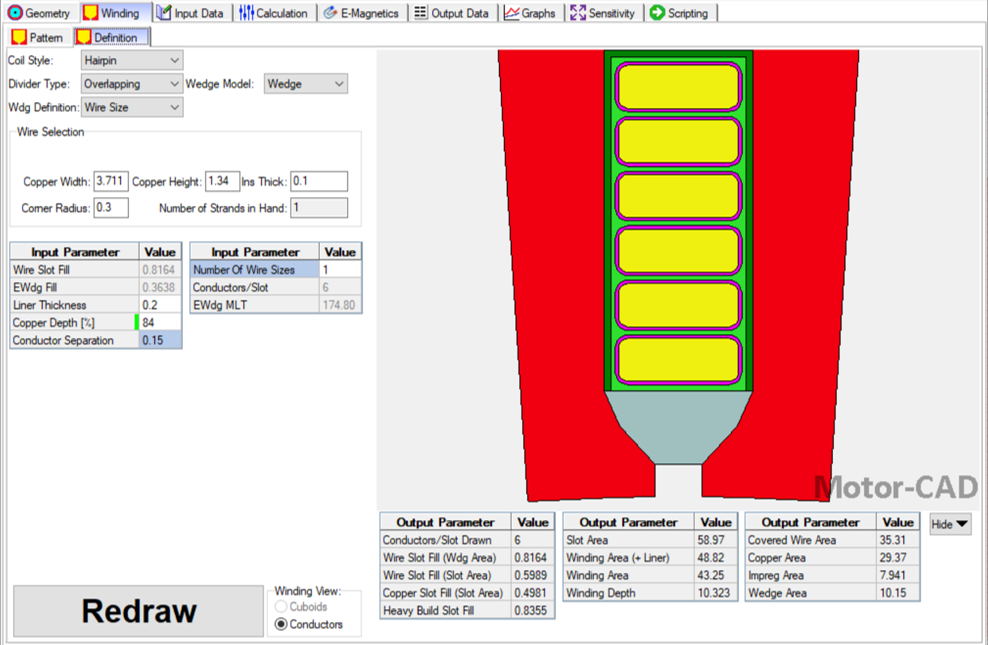 Geometry Winding Input Data Calculation E-Magnetics Output Data Graphs Sensitivity Scripting
Pattern Definition
Coil Style: Hairpin
Divider Type: Overlapping Wedge Model: Wedge
Wdg Definition: Wire Size
Wire Selection
Copper Width: 3.711 Copper Height: 1.34 Ins Thick: 0.1
Corner Radius: 0.3 Number of Strands in Hand: 1
Input Parameter Value Input Parameter Value
Wire Slot Fill 0.8164 Number Of Wire Sizes 1
EWdg Fill 0.3638 Conductors/Slot 6
Liner Thickness 0.2 EWdg MLT 174.80
Copper Depth [%] 84
Conductor Separation 0.15
Motor-CAD
Output Parameter Value Output Parameter Value Output Parameter Value Hide
Conductors/Slot Drawn 6 Slot Area 58.97 Covered Wire Area 35.31
Wire Slot Fill (Wdg Area) 0.8164 Winding Area (+ Liner) 48.82 Copper Area 29.37
Wire Slot Fill (Slot Area) 0.5989 Winding Area 43.25 Impreg Area 7.941
Copper Slot Fill (Slot Area) 0.4981 Winding Depth 10.323 Wedge Area 10.15
Heavy Build Slot Fill 0.8355
Redraw
Winding View:
Cuboids
Conductors